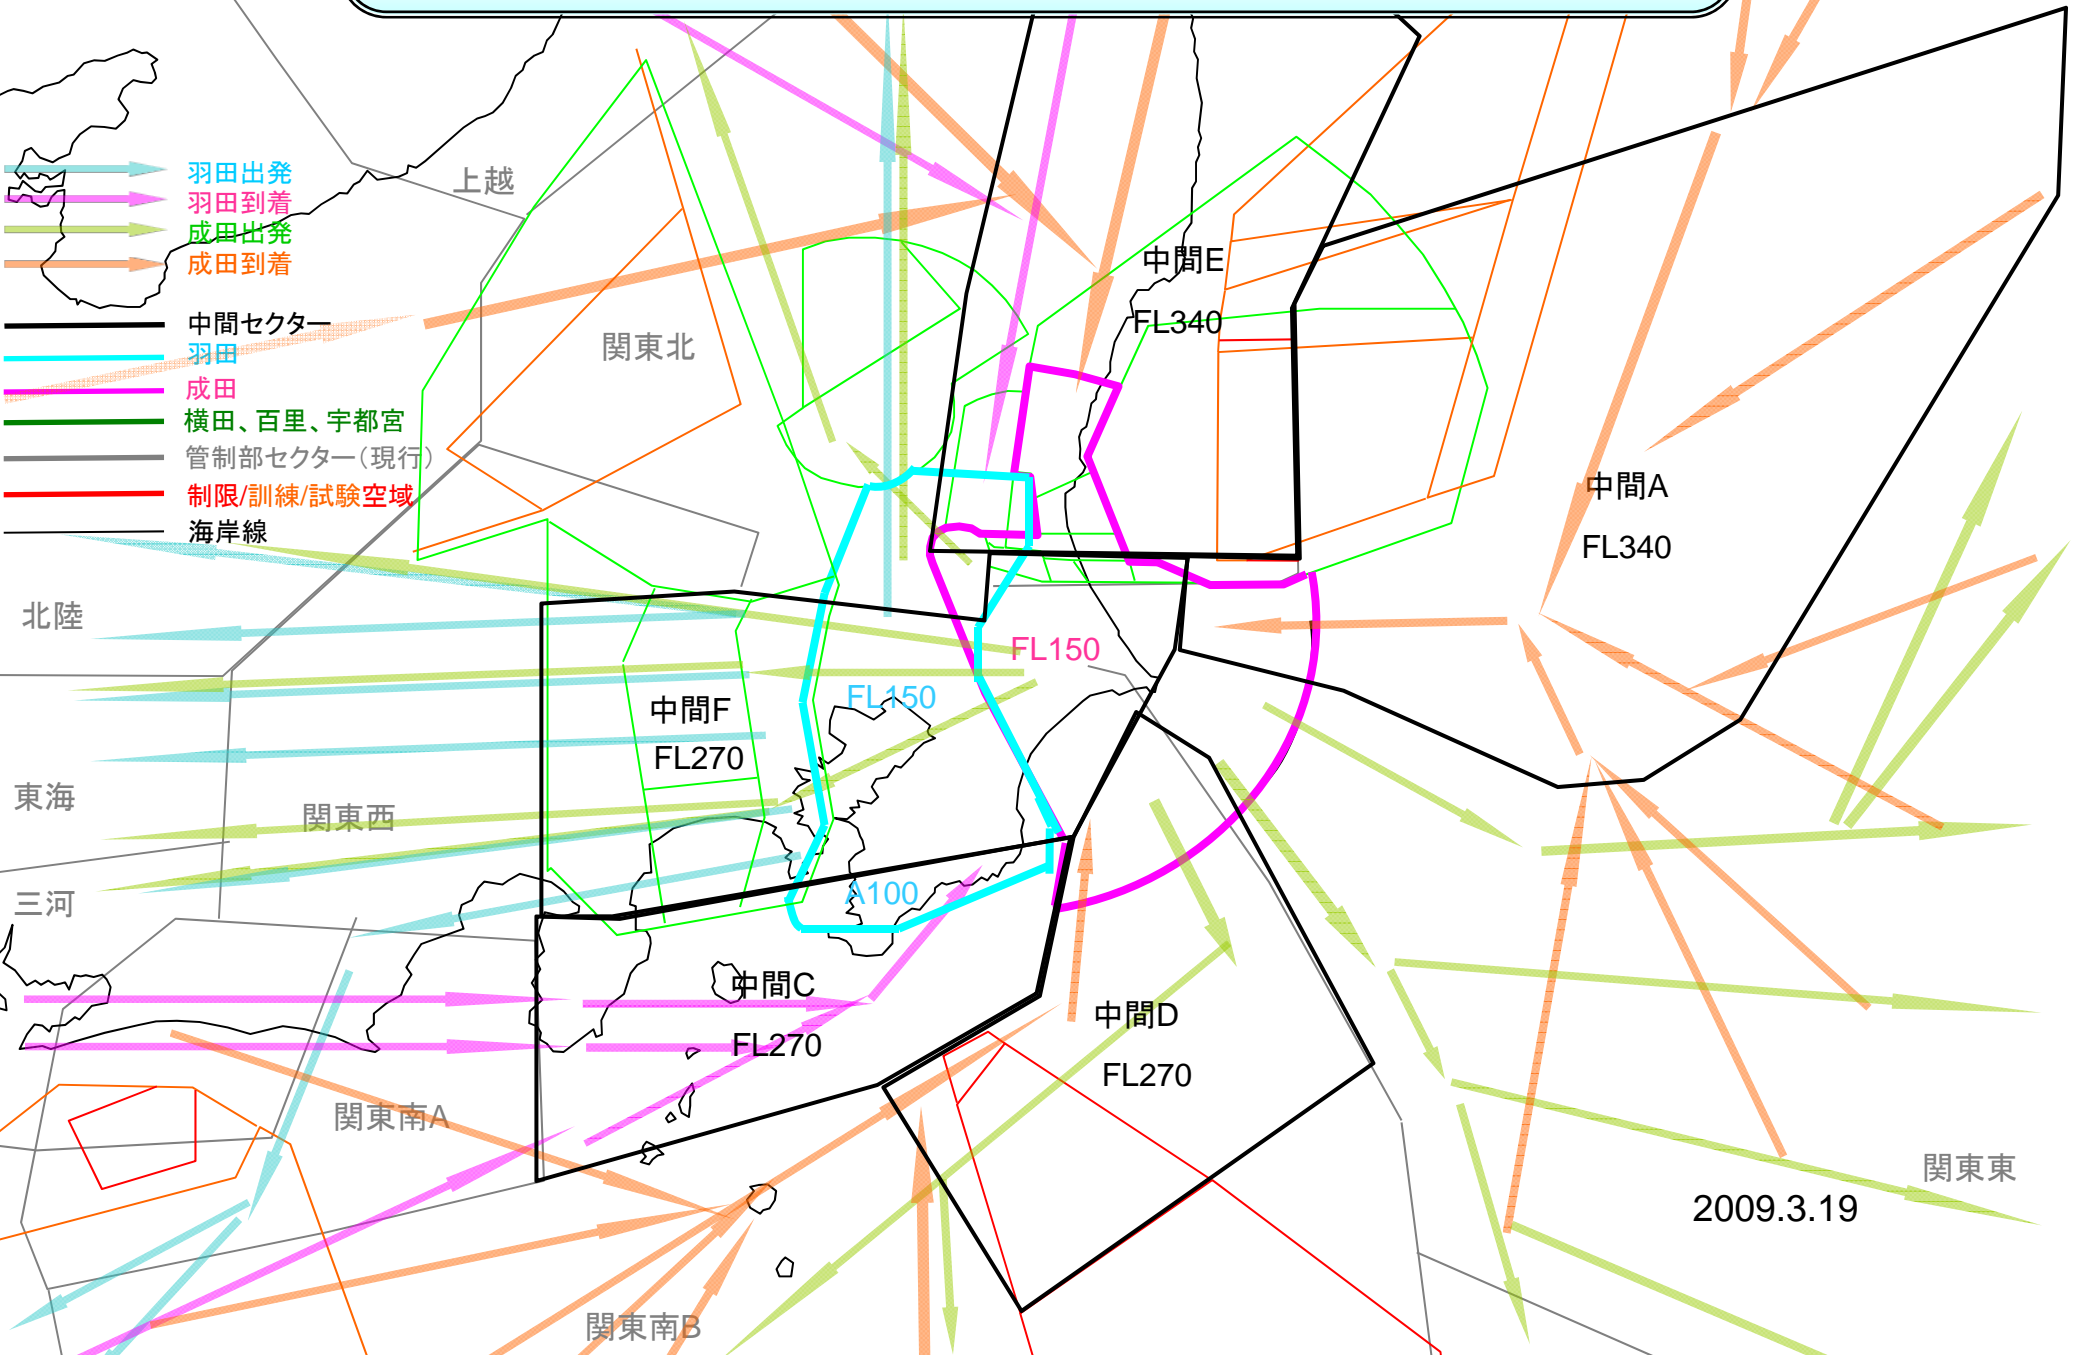 羽田出発
羽田到着
成田出発
成田到着
中間セクター
羽田
成田
横田、百里、宇都宮
管制部セクター（現行）
制限/訓練/試験空域
海岸線
上越
関東北
中間E
FL340
中間A
FL340
北陸
FL150
FL150
中間F
FL270
東海
関東西
三河
A100
中間C
FL270
中間D
FL270
関東南A
関東東
2009.3.19
関東南B